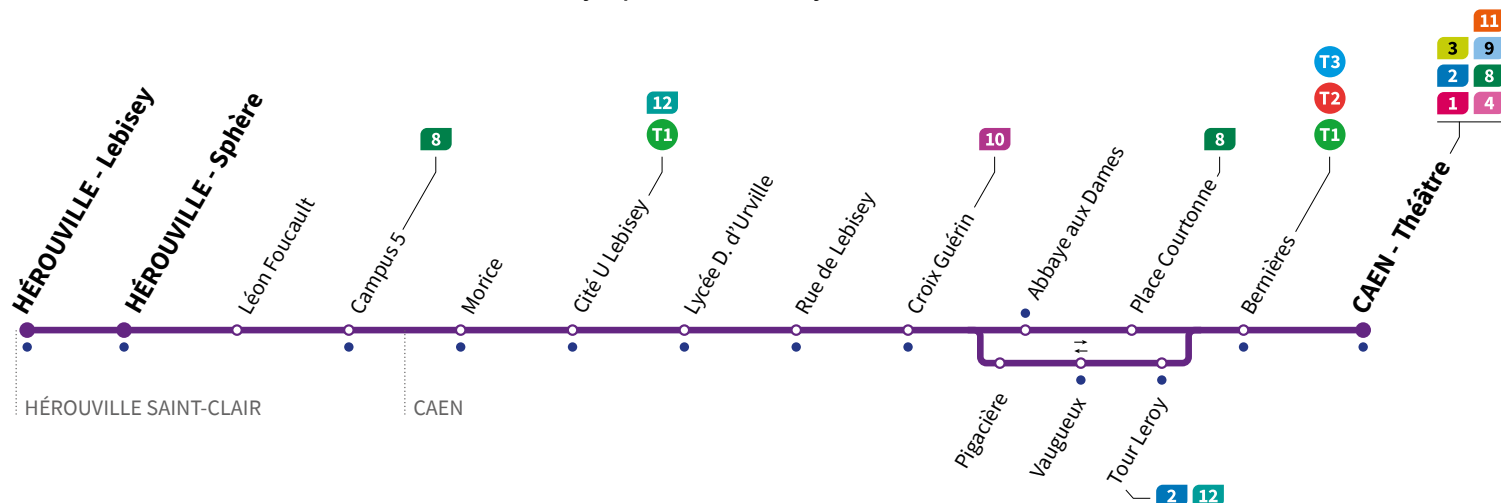 11
3 9
2 8
1 4
T3
T2
T1
12
T1
8
10
8
HÉROUVILLE - Lebisey
HÉROUVILLE - Sphère
Léon Foucault
Campus 5
Morice
Cité U Lebisey
Lycée D. d'Urville
Rue de Lebisey
Croix Guérin
Abbaye aux Dames
Place Courtonne
Bernières
CAEN - Théâtre
HÉROUVILLE SAINT-CLAIR
CAEN
Pigacière
Vaugueux
Tour Leroy
2 12